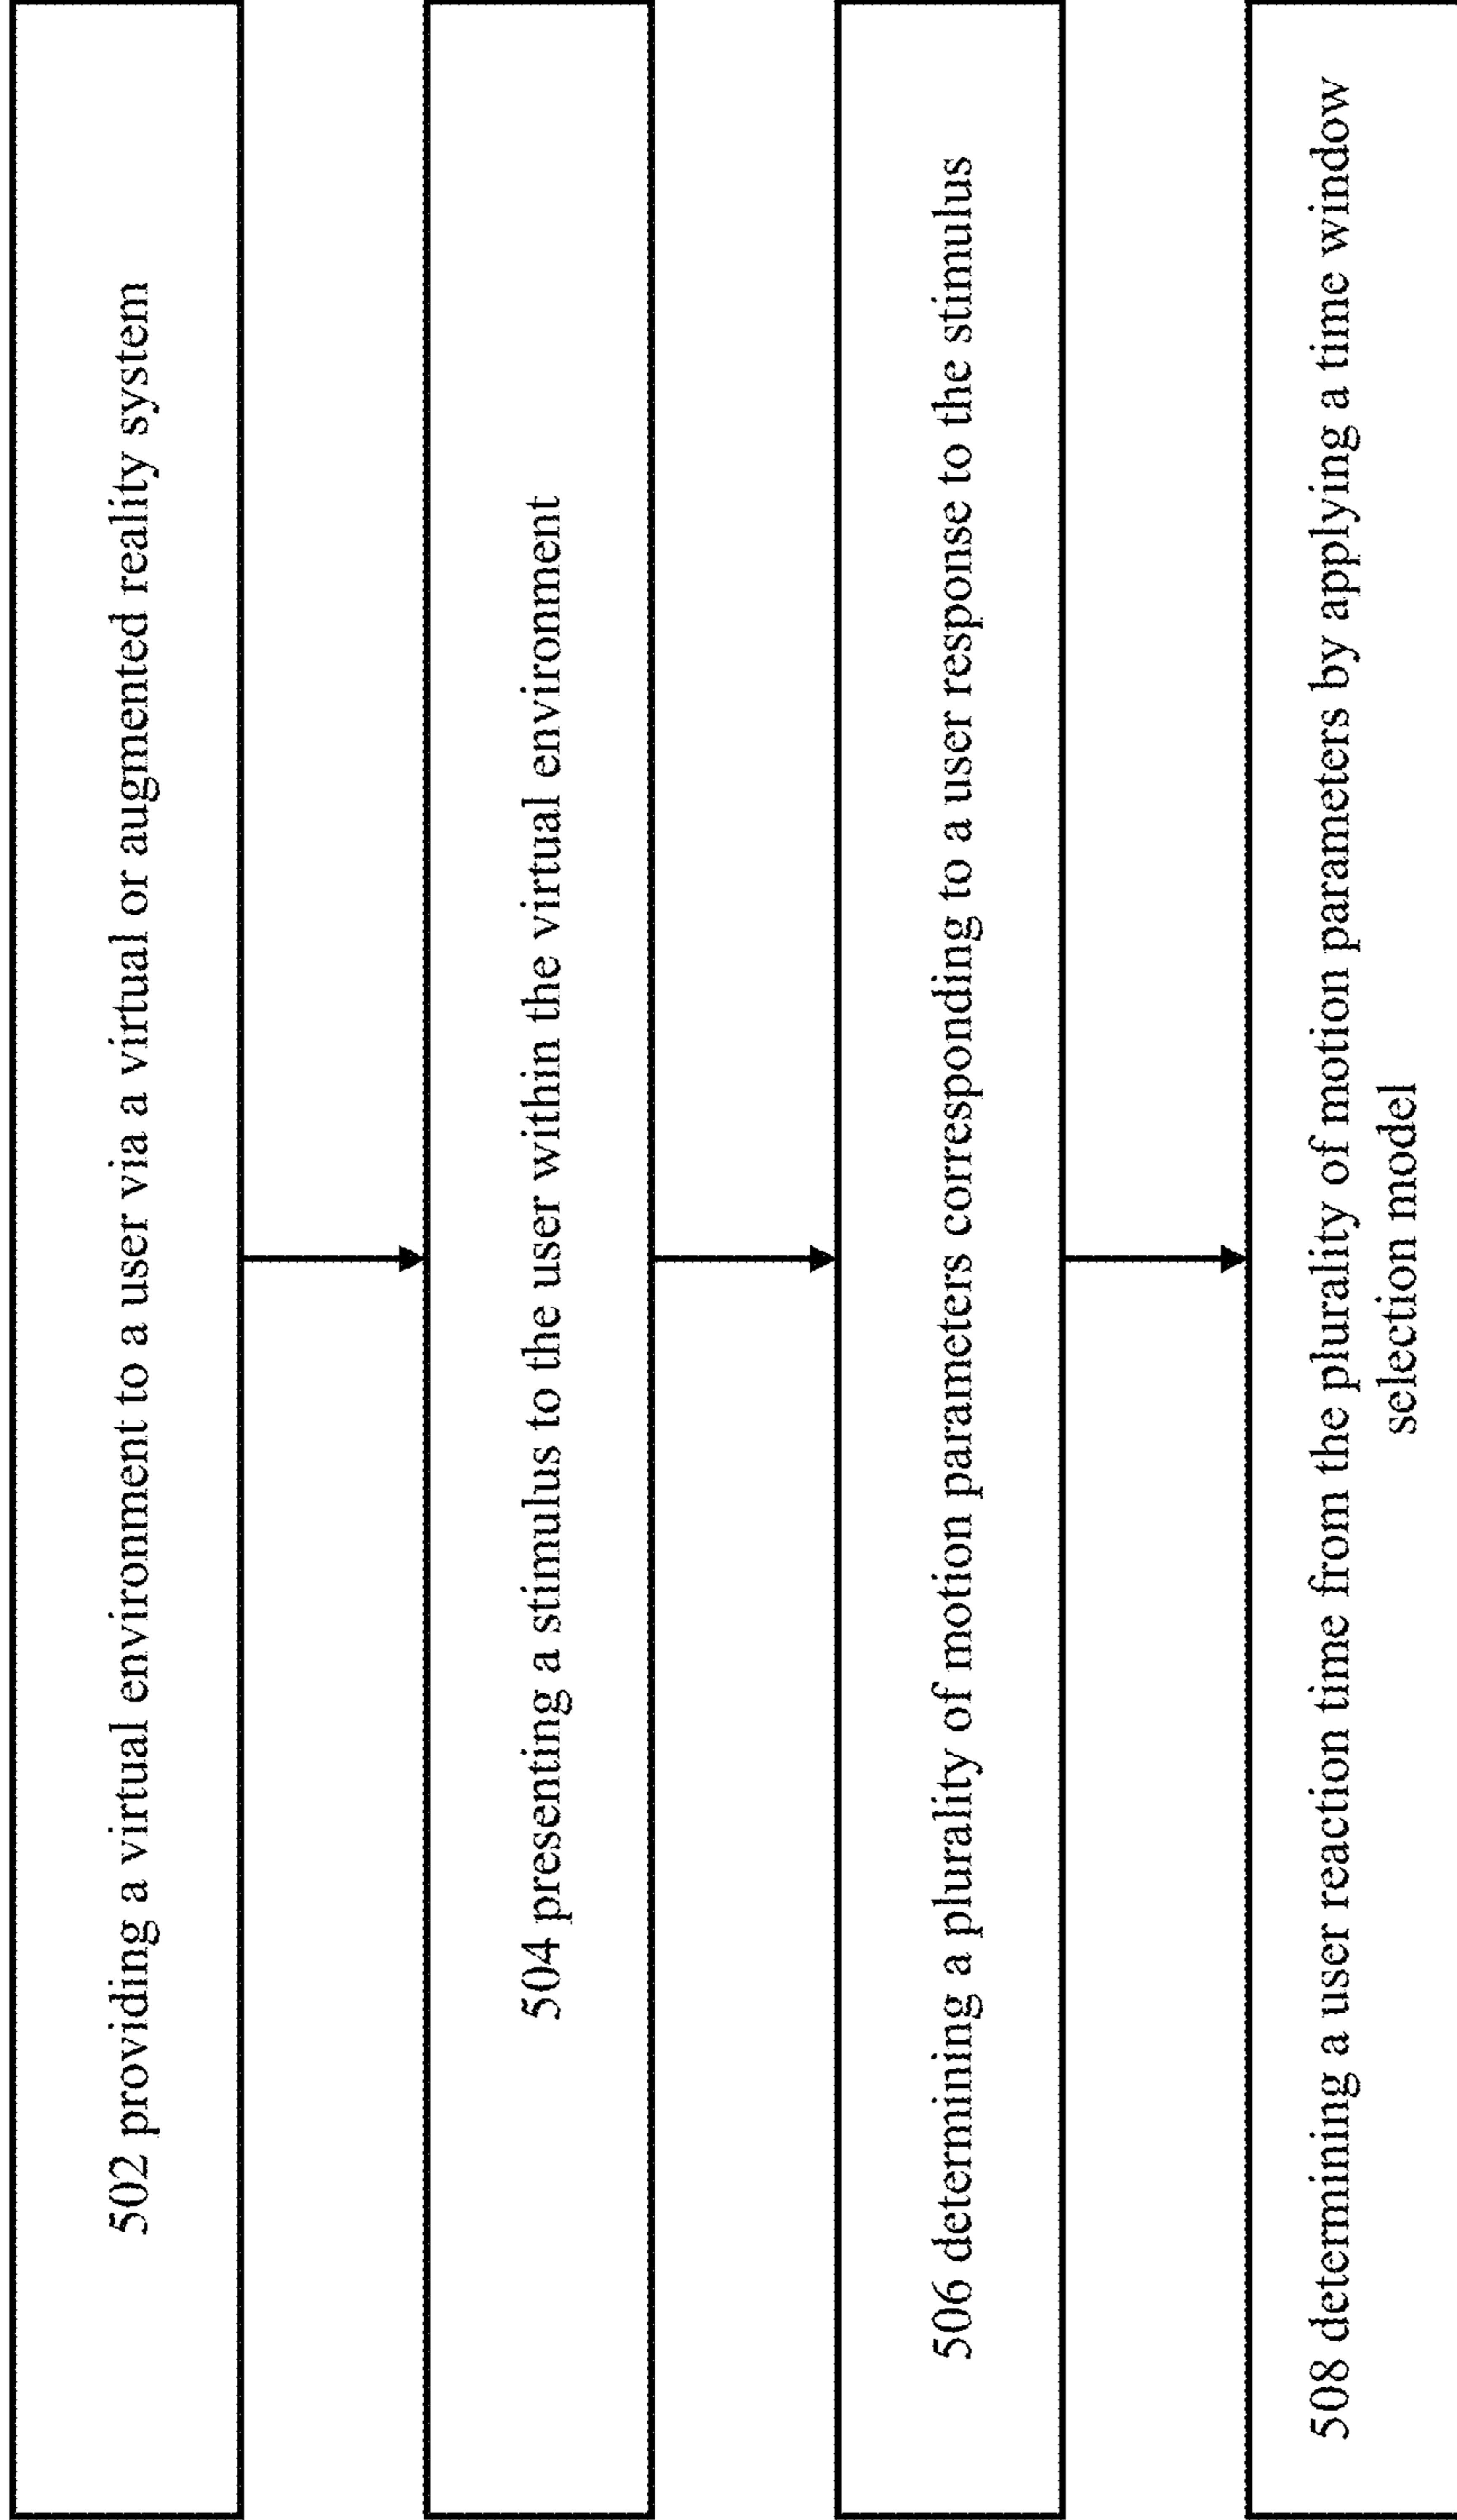 502 providing a virtual environment to a user via a virtual or augmented reality system
504 presenting a stimulus to the user within the virtual environment
506 determining a plurality of motion parameters corresponding to a user response to the stimulus
508 determining a user reaction time from the plurality of motion parameters by applying a time window
selection model